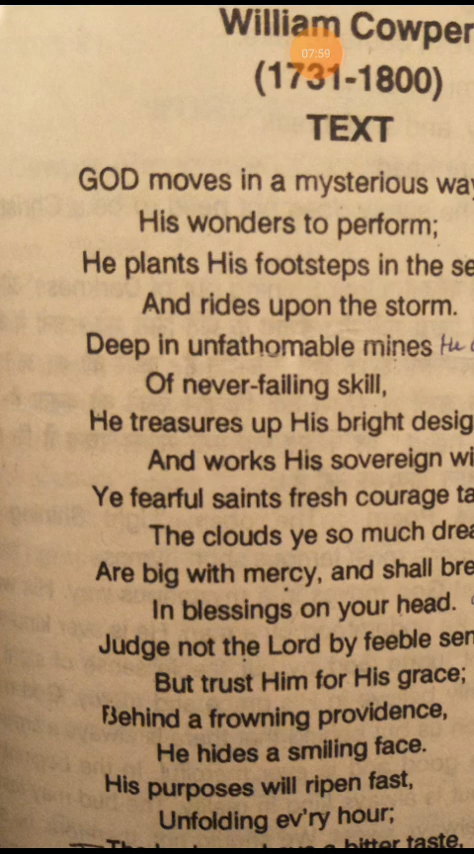 William Cowper
07:59
(1731-1800)
TEXT
GOD moves in a mysterious way
His wonders to perform;
He plants His footsteps in the se
And rides upon the storm.
Deep in unfathomable mines
Of never-failing skill,
He treasures up His bright desig
And works His sovereign wi
Ye fearful saints fresh courage ta
The clouds ye so much drea
Are big with mercy, and shall bre
In blessings on your head.
Judge not the Lord by feeble sen
But trust Him for His grace;
Behind a frowning providence,
He hides a smiling face.
His purposes will ripen fast,
Unfolding ev'ry hour;
a bitter taste,